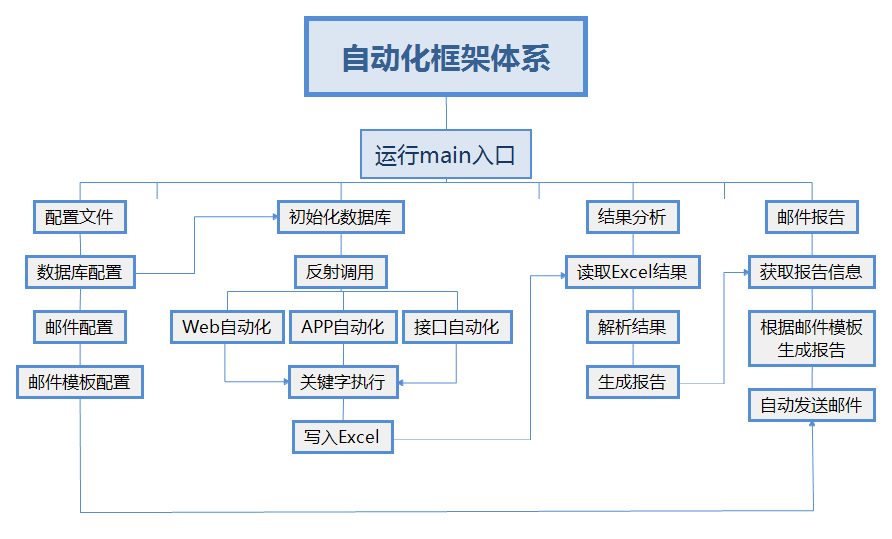 自动化框架体系
运行main入口
配置文件
初始化数据库
结果分析
邮件报告
数据库配置
反射调用
读取Excel结果
获取报告信息
邮件配置
Web自动化
APP自动化
接口自动化
解析结果
根据邮件模板
生成报告
邮件模板配置
关键字执行
生成报告
自动发送邮件
写入Excel